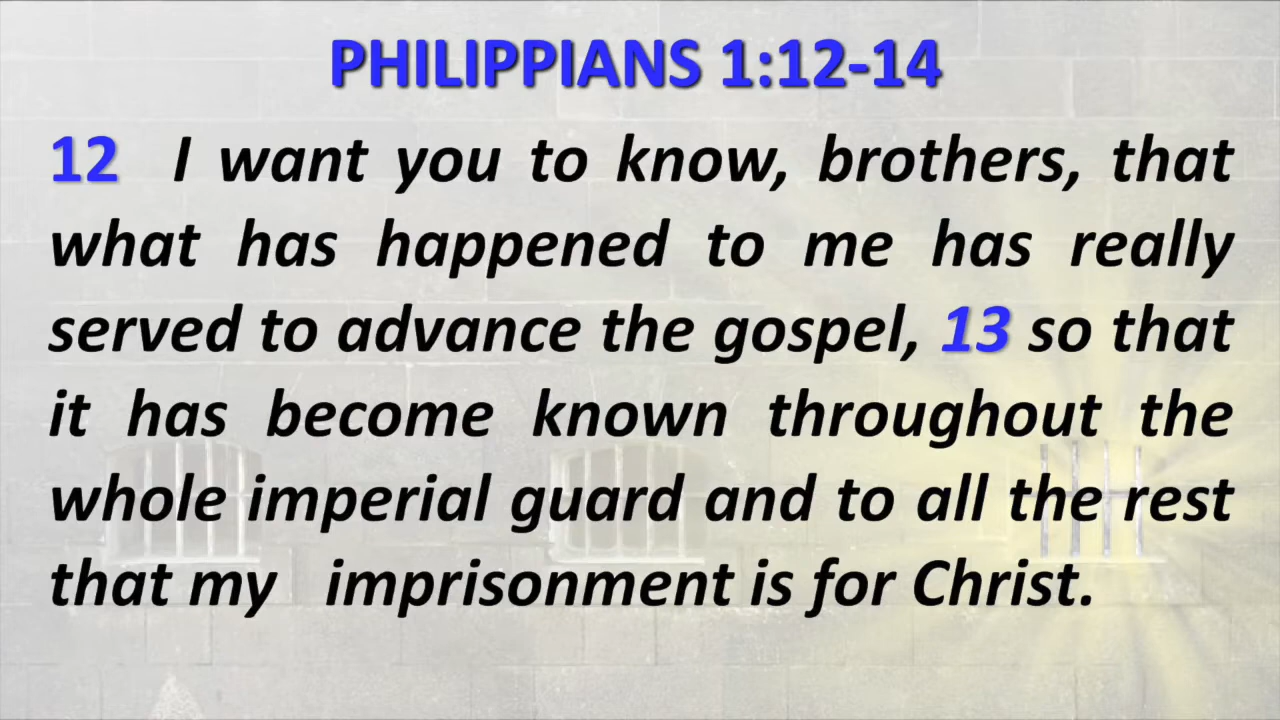 PHILIPPIANS 1:12-14
12 I want you to know, brothers, that
what has happened to me has really
served to advance the gospel, 13 so that
it has become known throughout the
whole imperial guard and to all the rest
that my imprisonment is for Christ.